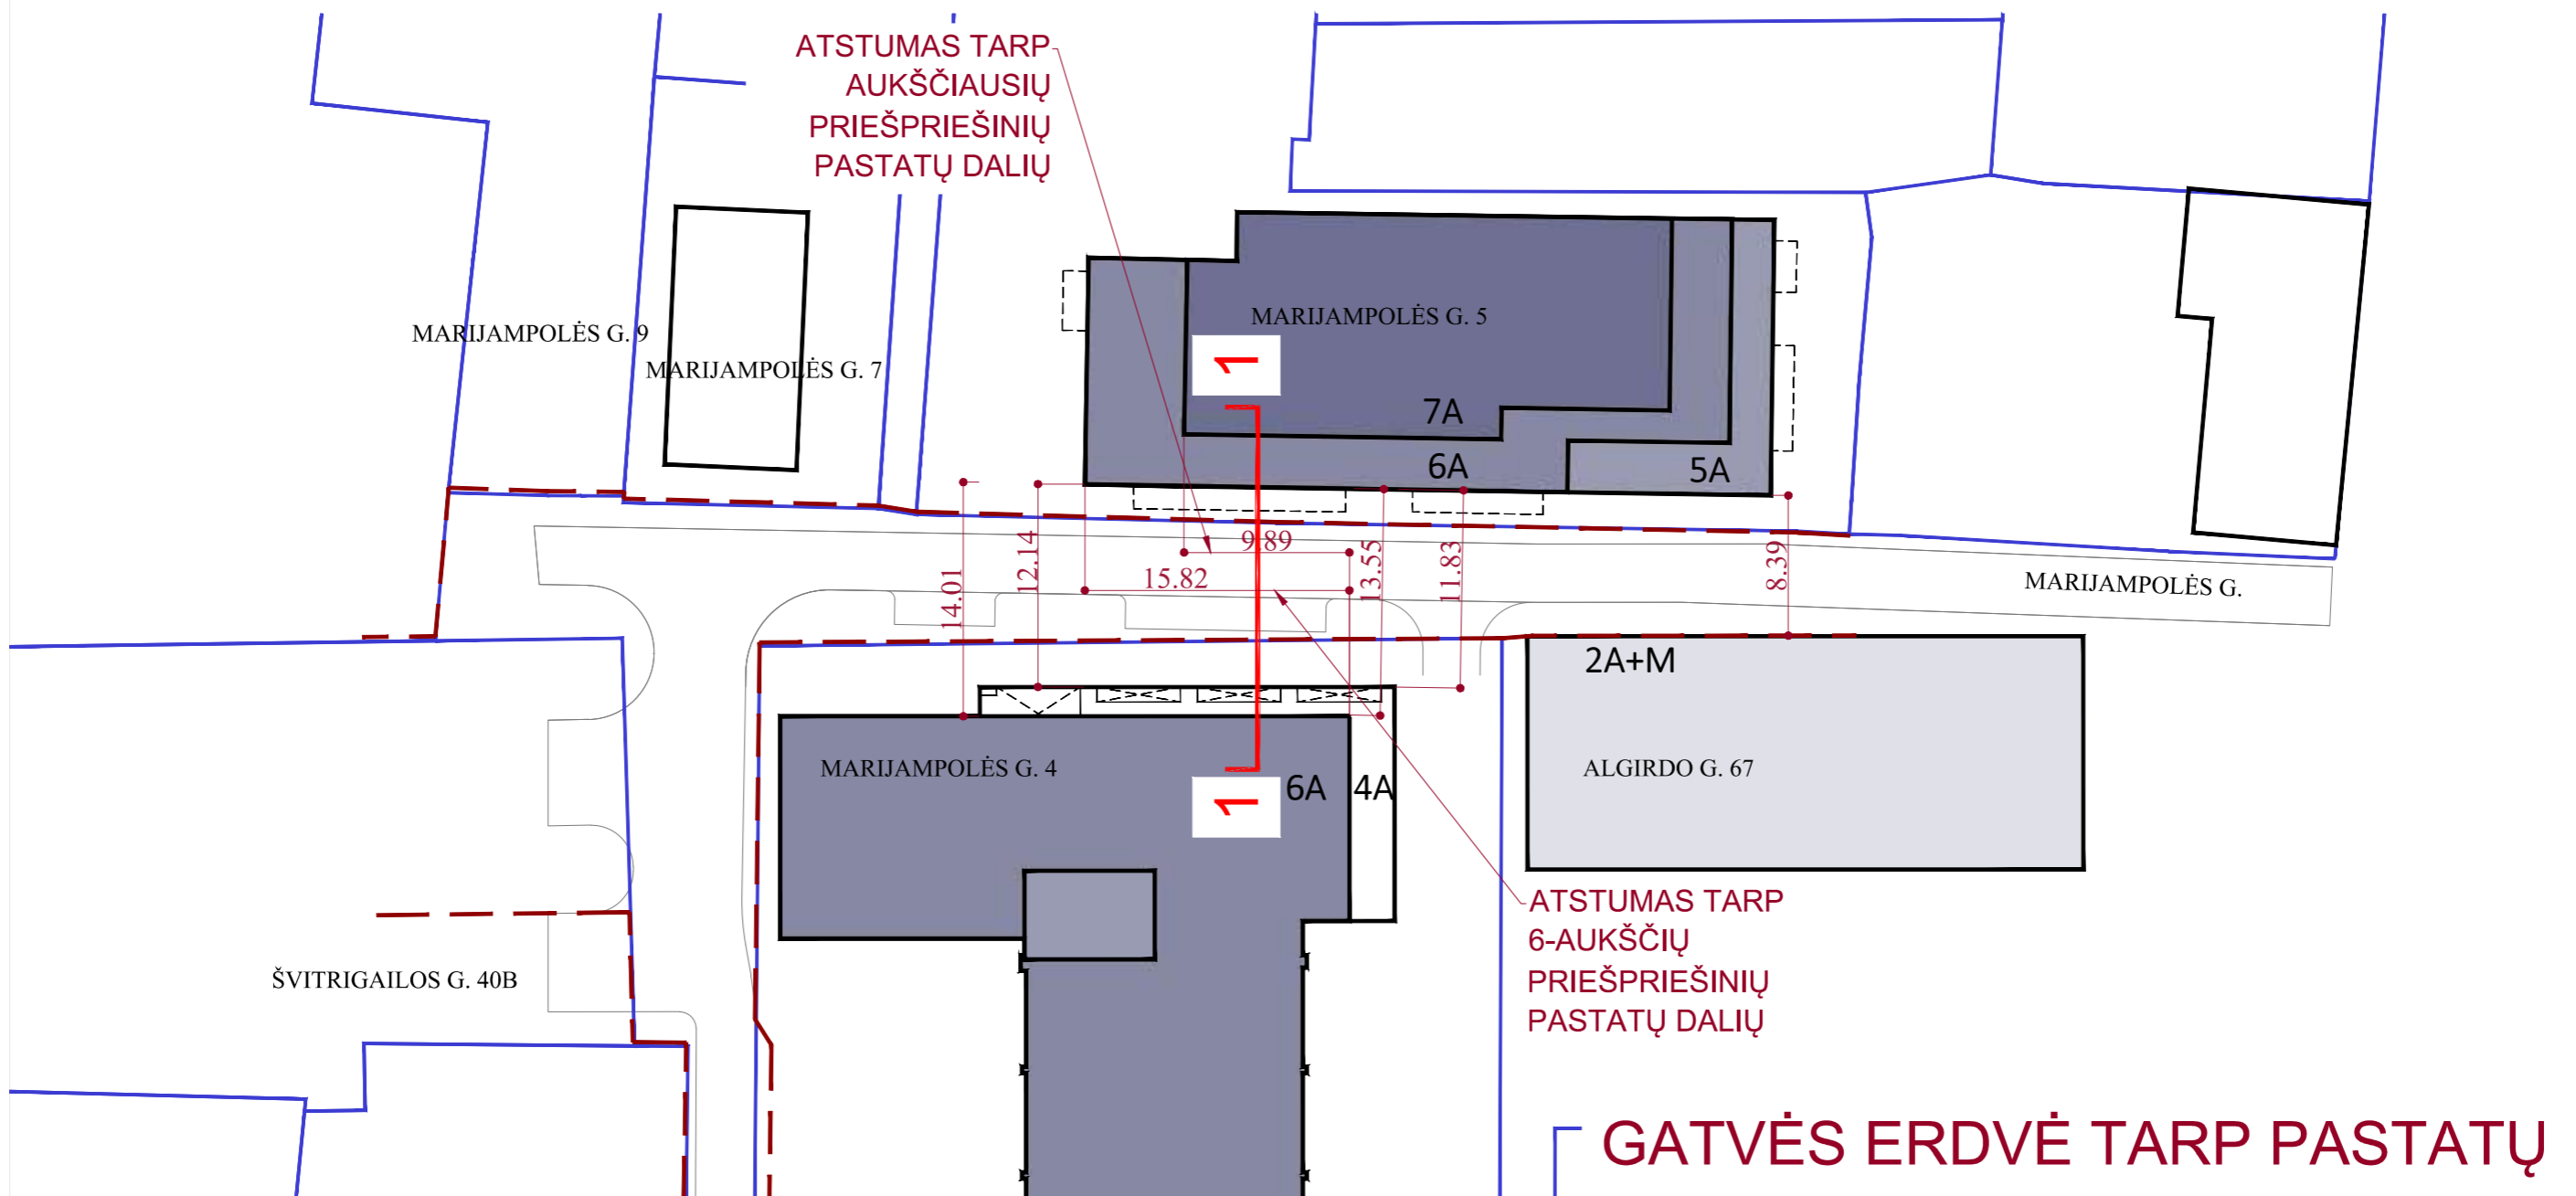 ATSTUMAS TARP
AUKŠČIAUSIŲ
PRIEŠPRIEŠINIŲ
PASTATŲ DALIŲ
MARIJAMPOLĖS G. 9
MARIJAMPOLĖS G. 7
MARIJAMPOLĖS G. 5
1
7A
6A
5A
14.01
12.14
9.89
15.82
13.55
11.83
8.39
MARIJAMPOLĖS G.
2A+M
MARIJAMPOLĖS G. 4
1
6A
4A
ALGIRDO G. 67
ATSTUMAS TARP
6-AUKŠČIŲ
PRIEŠPRIEŠINIŲ
PASTATŲ DALIŲ
ŠVITRIGAILOS G. 40B
GATVĖS ERDVĖ TARP PASTATŲ